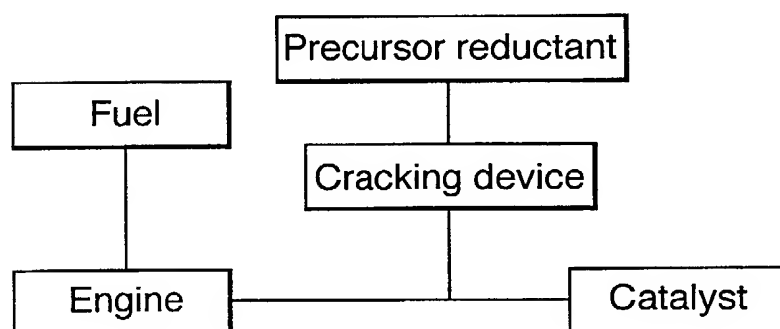 Precursor reductant
Fuel
Cracking device
Engine
Catalyst